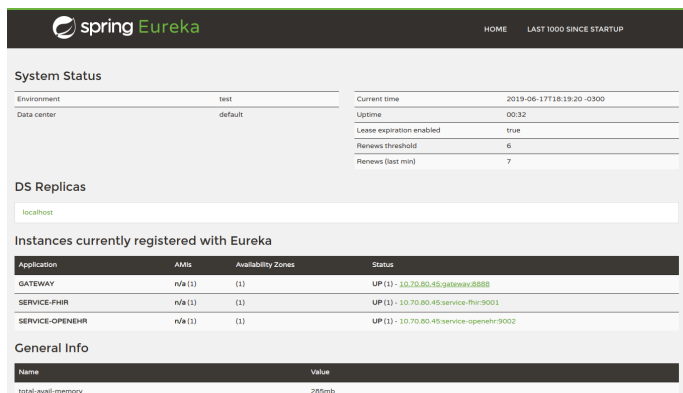 spring Eureka HOME LAST 1000 SINCE STARTUP
System Status
Environment test
Data center default
Current time 2019-06-17T18:19:20 -0300
Uptime 00:32
Lease expiration enabled true
Renews threshold 6
Renews (last min) 7
DS Replicas
localhost
Instances currently registered with Eureka
Application AMIs Availability Zones Status
GATEWAY n/a (1) (1) UP (1) - 10.70.80.45:gateway:8888
SERVICE-FHIR n/a (1) (1) UP (1) - 10.70.80.45:service-fhir:9001
SERVICE-OPENEHR n/a (1) (1) UP (1) - 10.70.80.45:service-openehr:9002
General Info
Name Value
total-avail-memory 285mb